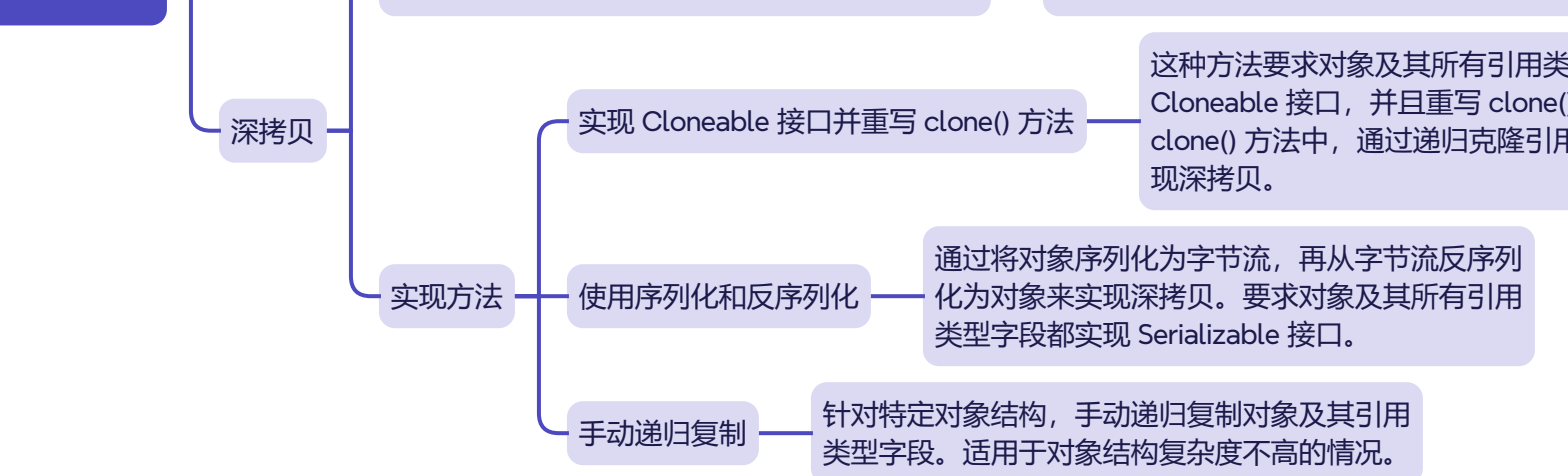 深拷贝
实现方法
实现 Cloneable 接口并重写 clone() 方法
这种方法要求对象及其所有引用类
Cloneable 接口，并且重写 clone(
clone() 方法中，通过递归克隆引用
现深拷贝。
使用序列化和反序列化
通过将对象序列化为字节流，再从字节流反序列
化为对象来实现深拷贝。要求对象及其所有引用
类型字段都实现 Serializable 接口。
手动递归复制
针对特定对象结构，手动递归复制对象及其引用
类型字段。适用于对象结构复杂度不高的情况。